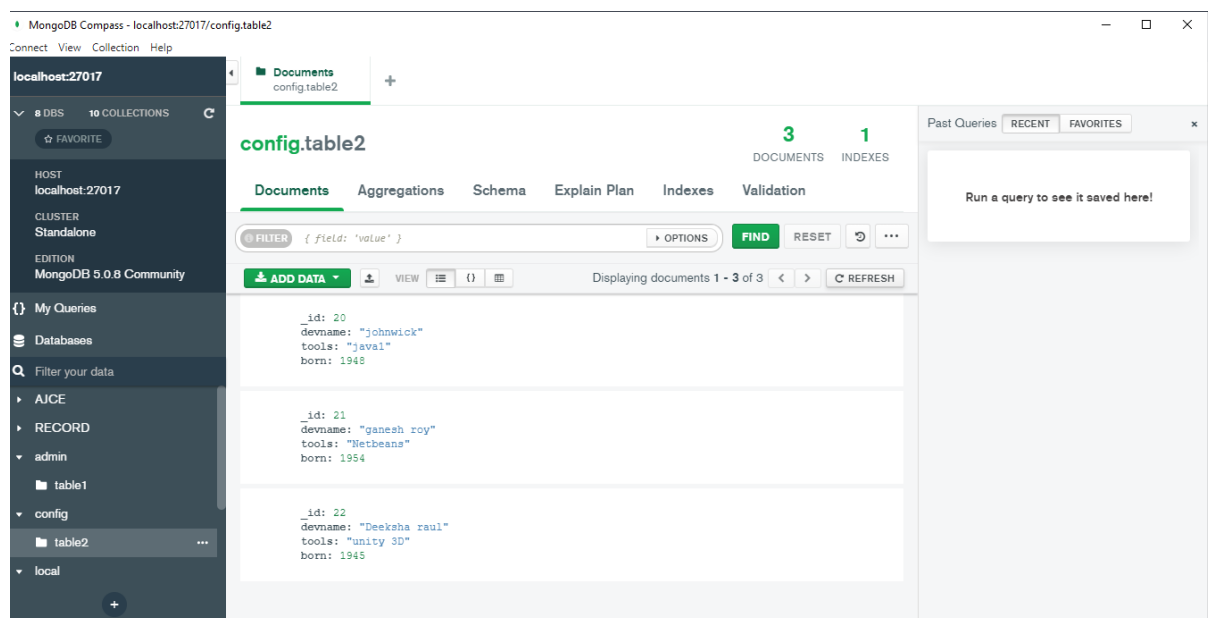 MongoDB Compass - localhost:27017/config.table2
Connect View Collection Help
localhost:27017
8 DBS 10 COLLECTIONS
FAVORITE
HOST
localhost:27017
CLUSTER
Standalone
EDITION
MongoDB 5.0.8 Community
{} My Queries
Databases
Filter your data
AJCE
RECORD
admin
table1
config
table2
local
Documents
config.table2
config.table2
3
DOCUMENTS
1
INDEXES
Documents Aggregations Schema Explain Plan Indexes Validation
FILTER { field: 'value' } OPTIONS FIND RESET
ADD DATA VIEW {} Displaying documents 1 - 3 of 3 REFRESH
_id: 20
devname: "johnwick"
tools: "java1"
born: 1948
_id: 21
devname: "ganesh roy"
tools: "Netbeans"
born: 1954
_id: 22
devname: "Deeksha raul"
tools: "unity 3D"
born: 1945
Past Queries RECENT FAVORITES
Run a query to see it saved here!